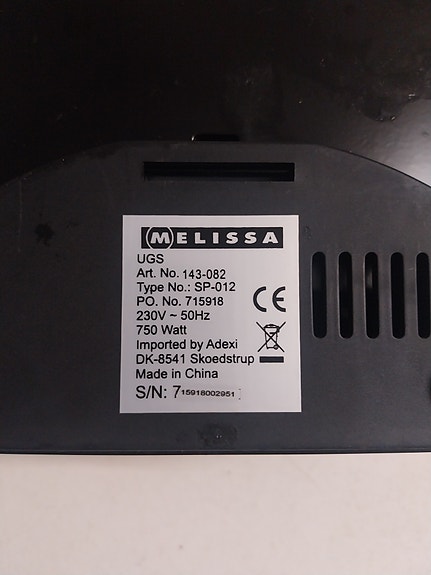 MELISSA
UGS
Art. No. 143-082
Type No.: SP-012
PO. No. 715918
230V ~ 50Hz
750 Watt
Imported by Adexi
DK-8541 Skoedstrup
Made in China
S/N: 715918002951
CE